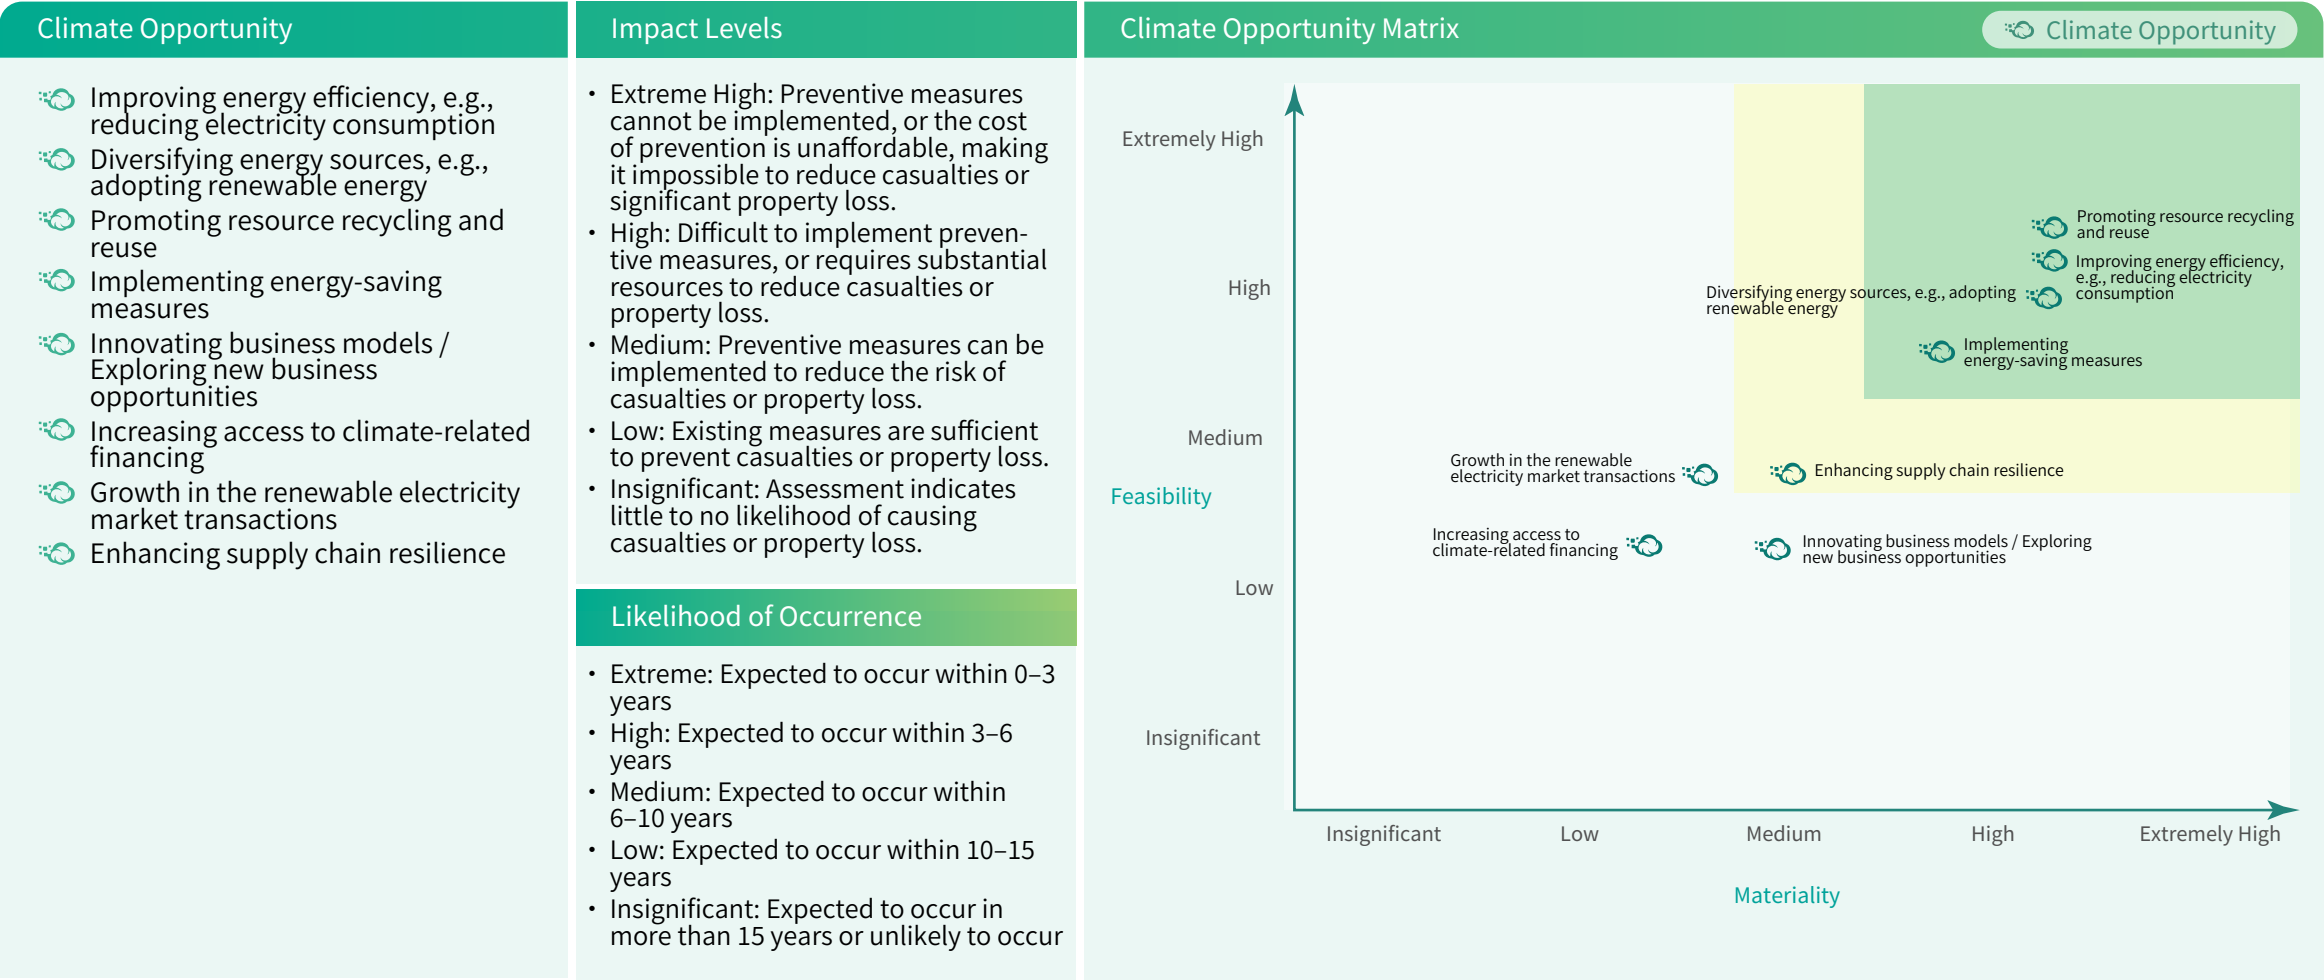 Climate Opportunity
Improving energy efficiency, e.g.,
reducing electricity consumption
Diversifying energy sources, e.g.,
adopting renewable energy
Promoting resource recycling and
reuse
Implementing energy-saving
measures
Innovating business models /
Exploring new business
opportunities
Increasing access to climate-related
financing
Growth in the renewable electricity
market transactions
Enhancing supply chain resilience
Impact Levels
• Extreme High: Preventive measures
cannot be implemented, or the cost
of prevention is unaffordable, making
it impossible to reduce casualties or
significant property loss.
• High: Difficult to implement preven-
tive measures, or requires substantial
resources to reduce casualties or
property loss.
• Medium: Preventive measures can be
implemented to reduce the risk of
casualties or property loss.
• Low: Existing measures are sufficient
to prevent casualties or property loss.
• Insignificant: Assessment indicates
little to no likelihood of causing
casualties or property loss.
Likelihood of Occurrence
• Extreme: Expected to occur within 0–3
years
• High: Expected to occur within 3–6
years
• Medium: Expected to occur within
6–10 years
• Low: Expected to occur within 10–15
years
• Insignificant: Expected to occur in
more than 15 years or unlikely to occur
Climate Opportunity Matrix
Climate Opportunity
Extremely High
High
Medium
Feasibility
Low
Insignificant
Promoting resource recycling
and reuse
Improving energy efficiency,
e.g., reducing electricity
consumption
Diversifying energy sources, e.g., adopting
renewable energy
Implementing
energy-saving measures
Growth in the renewable
electricity market transactions
Enhancing supply chain resilience
Increasing access to
climate-related financing
Innovating business models / Exploring
new business opportunities
Insignificant
Low
Medium
High
Extremely High
Materiality